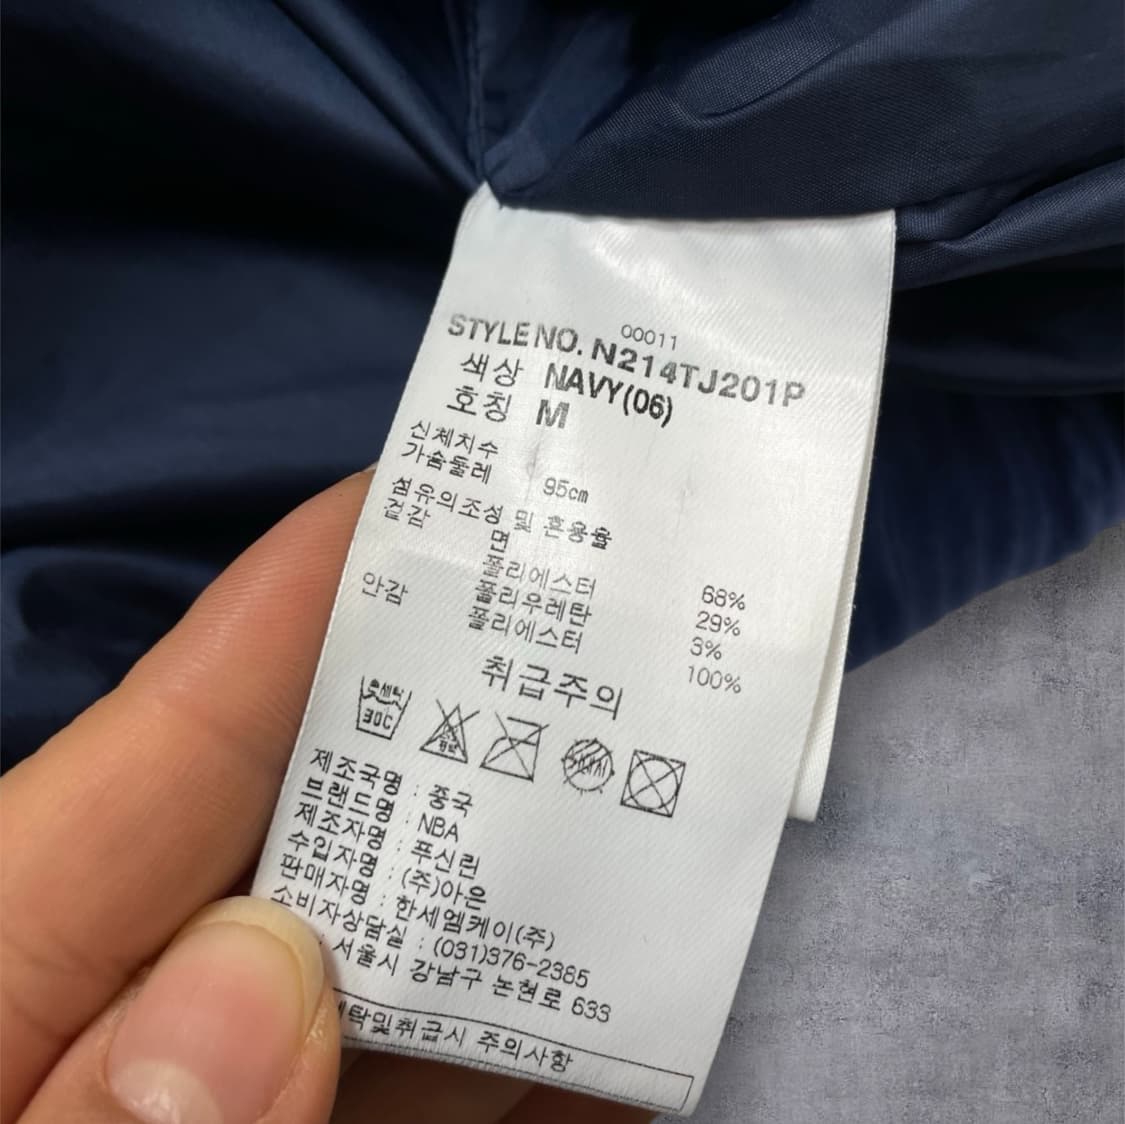 00011
STYLE NO. N214TJ201P
색상 NAVY(06)
호칭 M
신체치수
가슴둘레 95cm
섬유의조성 및 혼용율
겉감 면 68%
폴리에스터 29%
폴리우레탄 3%
안감 폴리에스터 100%
취급주의
손세탁
30C
제조국명 : 중국
브랜드명 : NBA
제조자명 : 푸신린
수입자명 : (주)아은
판매자명 : 한세엠케이(주)
소비자상담실 : (031)376-2385
: 서울시 강남구 논현로 633
세탁및취급시 주의사항